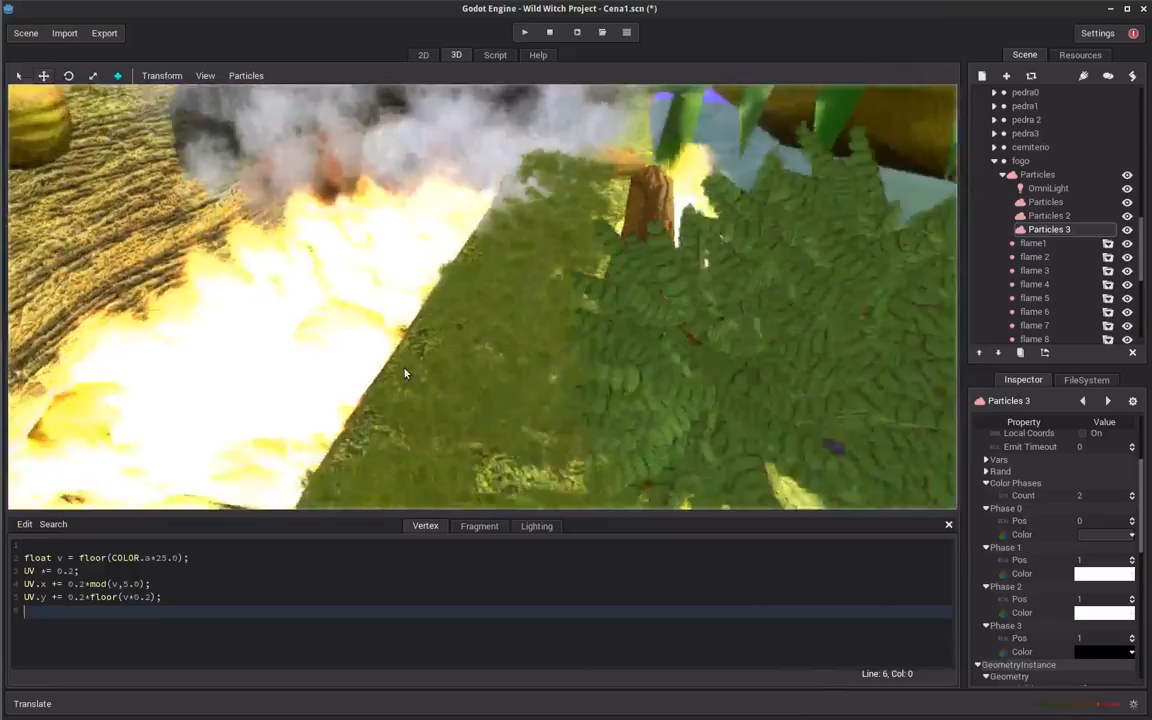 Godot Engine - Wild Witch Project - Cena1.scn (*)
Scene Import Export
Settings
2D 3D Script Help
Scene Resources
Transform View Particles
pedra0
pedra1
pedra 2
pedra3
cemiterio
fogo
Particles
OmniLight
Particles
Particles 2
Particles 3
flame1
flame 2
flame 3
flame 4
flame 5
flame 6
flame 7
flame 8
Inspector FileSystem
Particles 3
Property Value
Local Coords On
Emit Timeout 0
Vars
Rand
Color Phases
Count 2
Phase 0
Pos 0
Color
Phase 1
Pos 1
Color
Phase 2
Pos 1
Color
Phase 3
Pos 1
Color
GeometryInstance
Geometry
Edit Search
Vertex Fragment Lighting
1
2 float v = floor(COLOR.a*25.0);
3 UV *= 0.2;
4 UV.x += 0.2*mod(v,5.0);
5 UV.y += 0.2*floor(v*0.2);
6
Line: 6, Col: 0
Translate